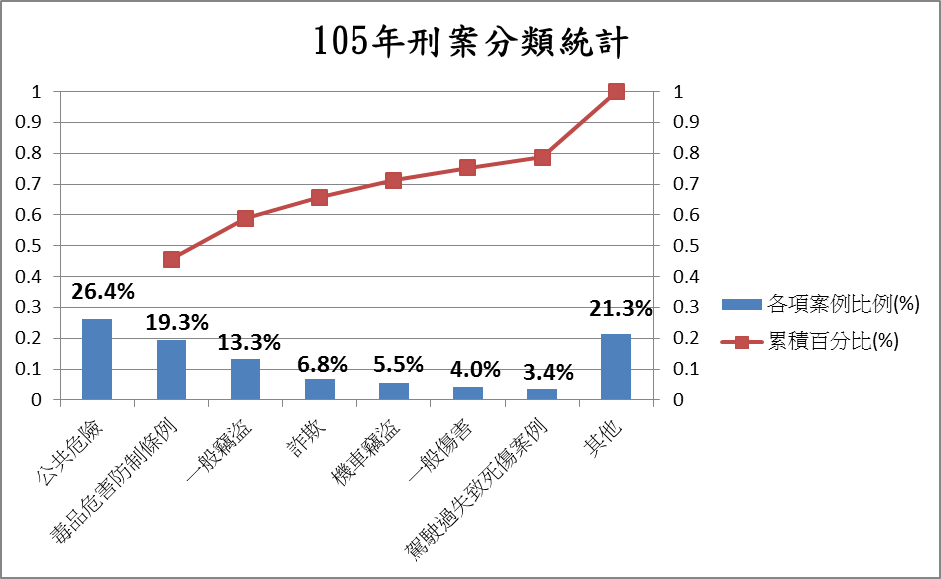 105年刑案分類統計
1 1
0.9 0.9
0.8 0.8
0.7 0.7
0.6 0.6
0.5 0.5
0.4 0.4
0.3 0.3
0.2 0.2
0.1 0.1
0 0
26.4%
19.3%
13.3%
6.8%
5.5%
4.0%
3.4%
21.3%
公共危險
毒品危害防制條例
一般竊盜
詐欺
機車竊盜
一般傷害
駕駛過失致死傷案例
其他
各項案例比例(%)
累積百分比(%)